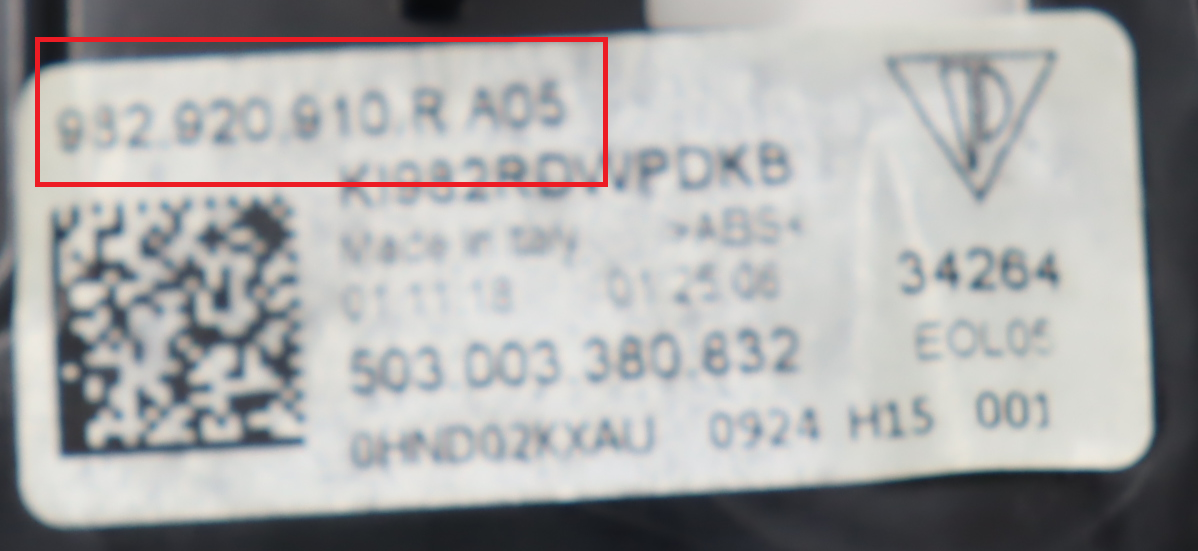 982.920.910.R A05
KI982RDWPDKB
Made in Italy >ABS<
01.11.18 01:25:06
34264
503.003.380.832
EOL05
0HND02KXAU 0924 H15 001